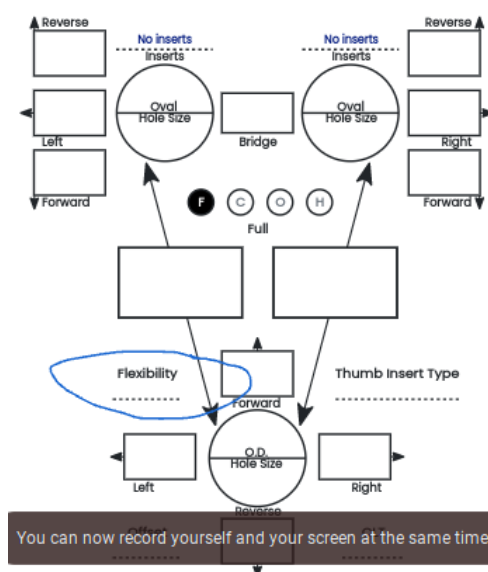 Reverse
Reverse
No inserts
No inserts
Inserts
Inserts
Oval
Hole Size
Oval
Hole Size
Left
Bridge
Right
Forward
Forward
F
C
O
H
Full
Flexibility
Thumb Insert Type
Forward
O.D.
Hole Size
Left
Right
Reverse
Offset
You can now record yourself and your screen at the same time